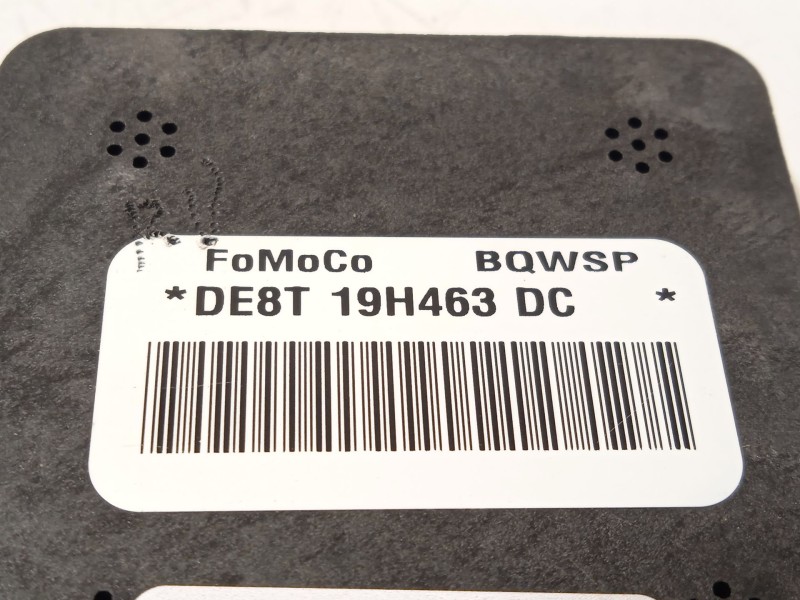 FoMoCo BQWSP
*DE8T 19H463 DC *